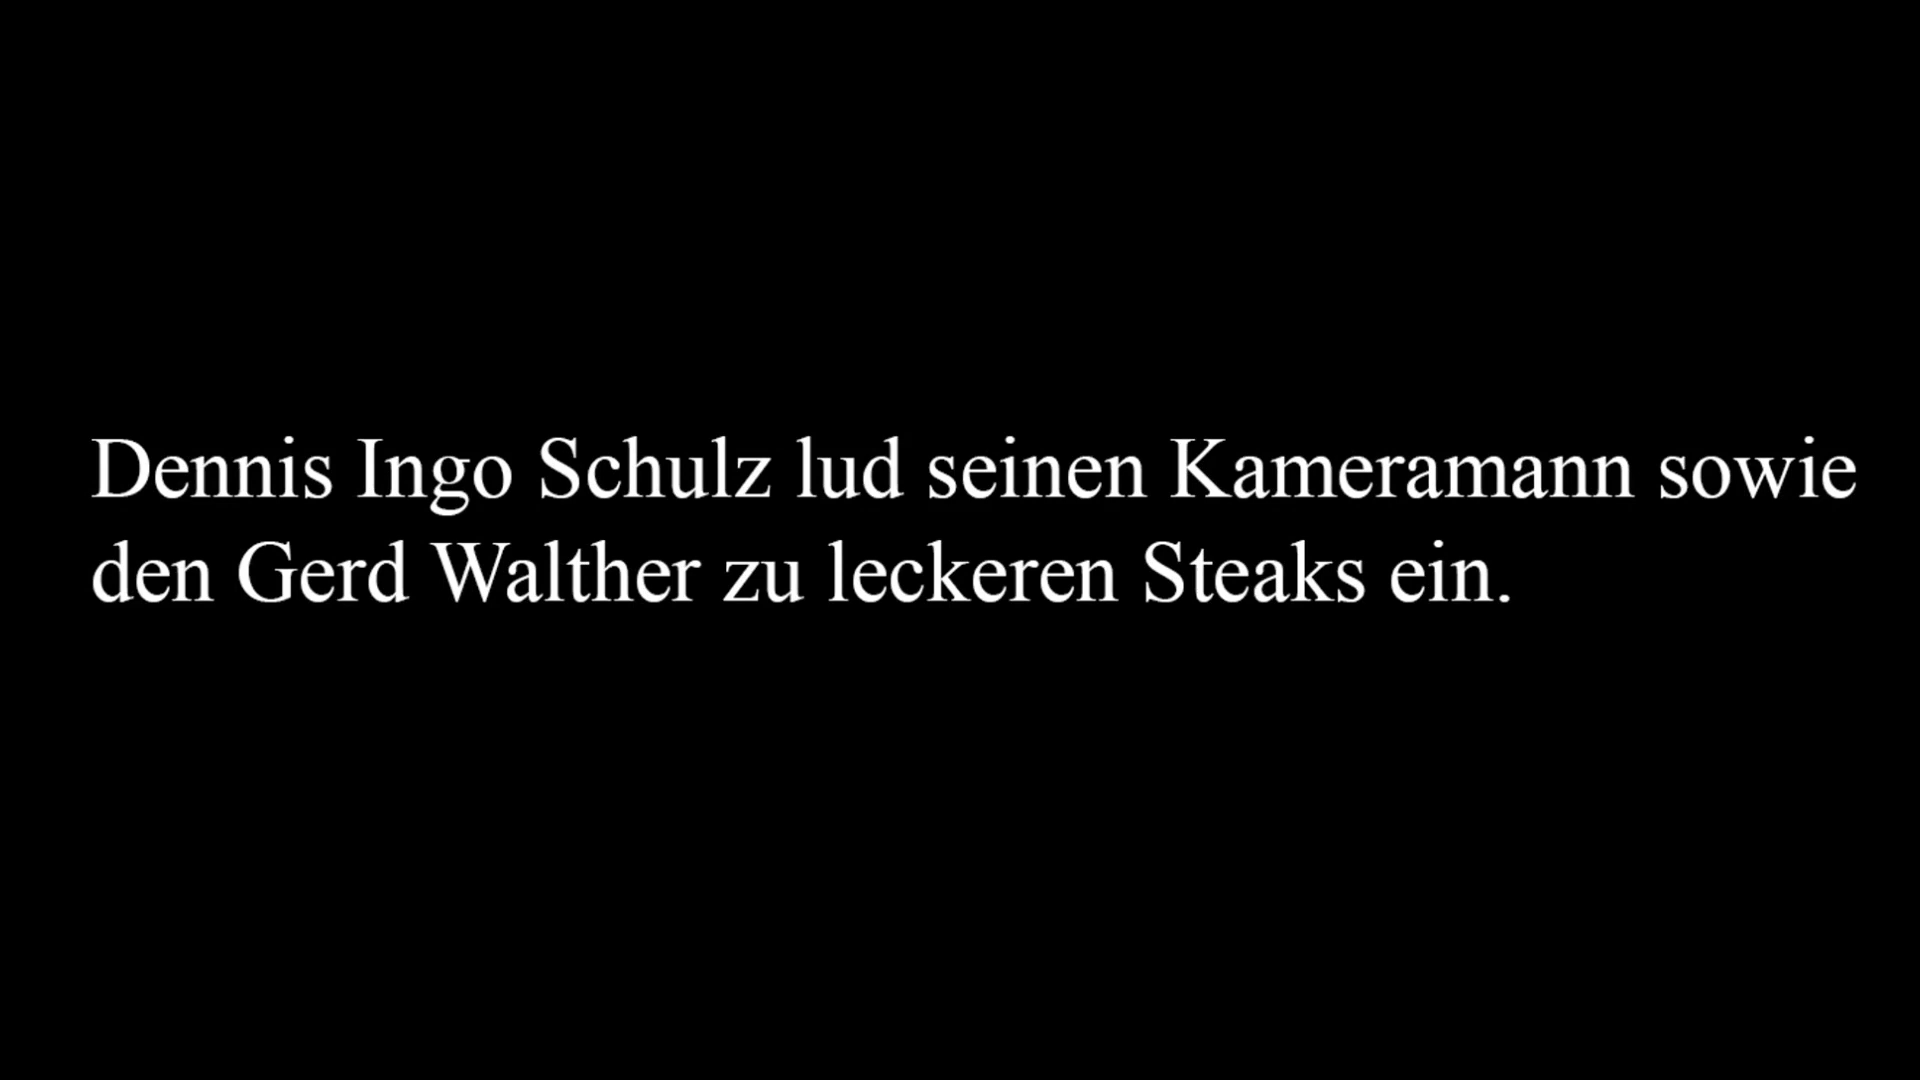 Dennis Ingo Schulz lud seinen Kameramann sowie
den Gerd Walther zu leckeren Steaks ein.